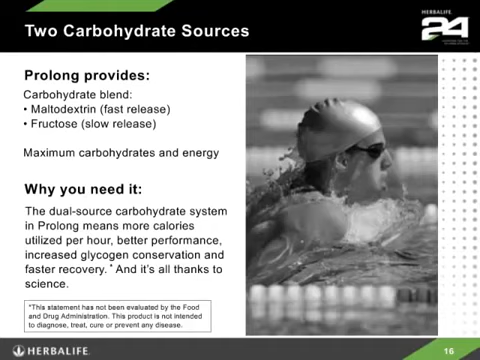 Two Carbohydrate Sources
HERBALIFE
24
Prolong provides:
Carbohydrate blend:
• Maltodextrin (fast release)
• Fructose (slow release)
Maximum carbohydrates and energy
Why you need it:
The dual-source carbohydrate system
in Prolong means more calories
utilized per hour, better performance,
increased glycogen conservation and
faster recovery.* And it's all thanks to
science.
*This statement has not been evaluated by the Food
and Drug Administration. This product is not intended
to diagnose, treat, cure or prevent any disease.
HERBALIFE
16